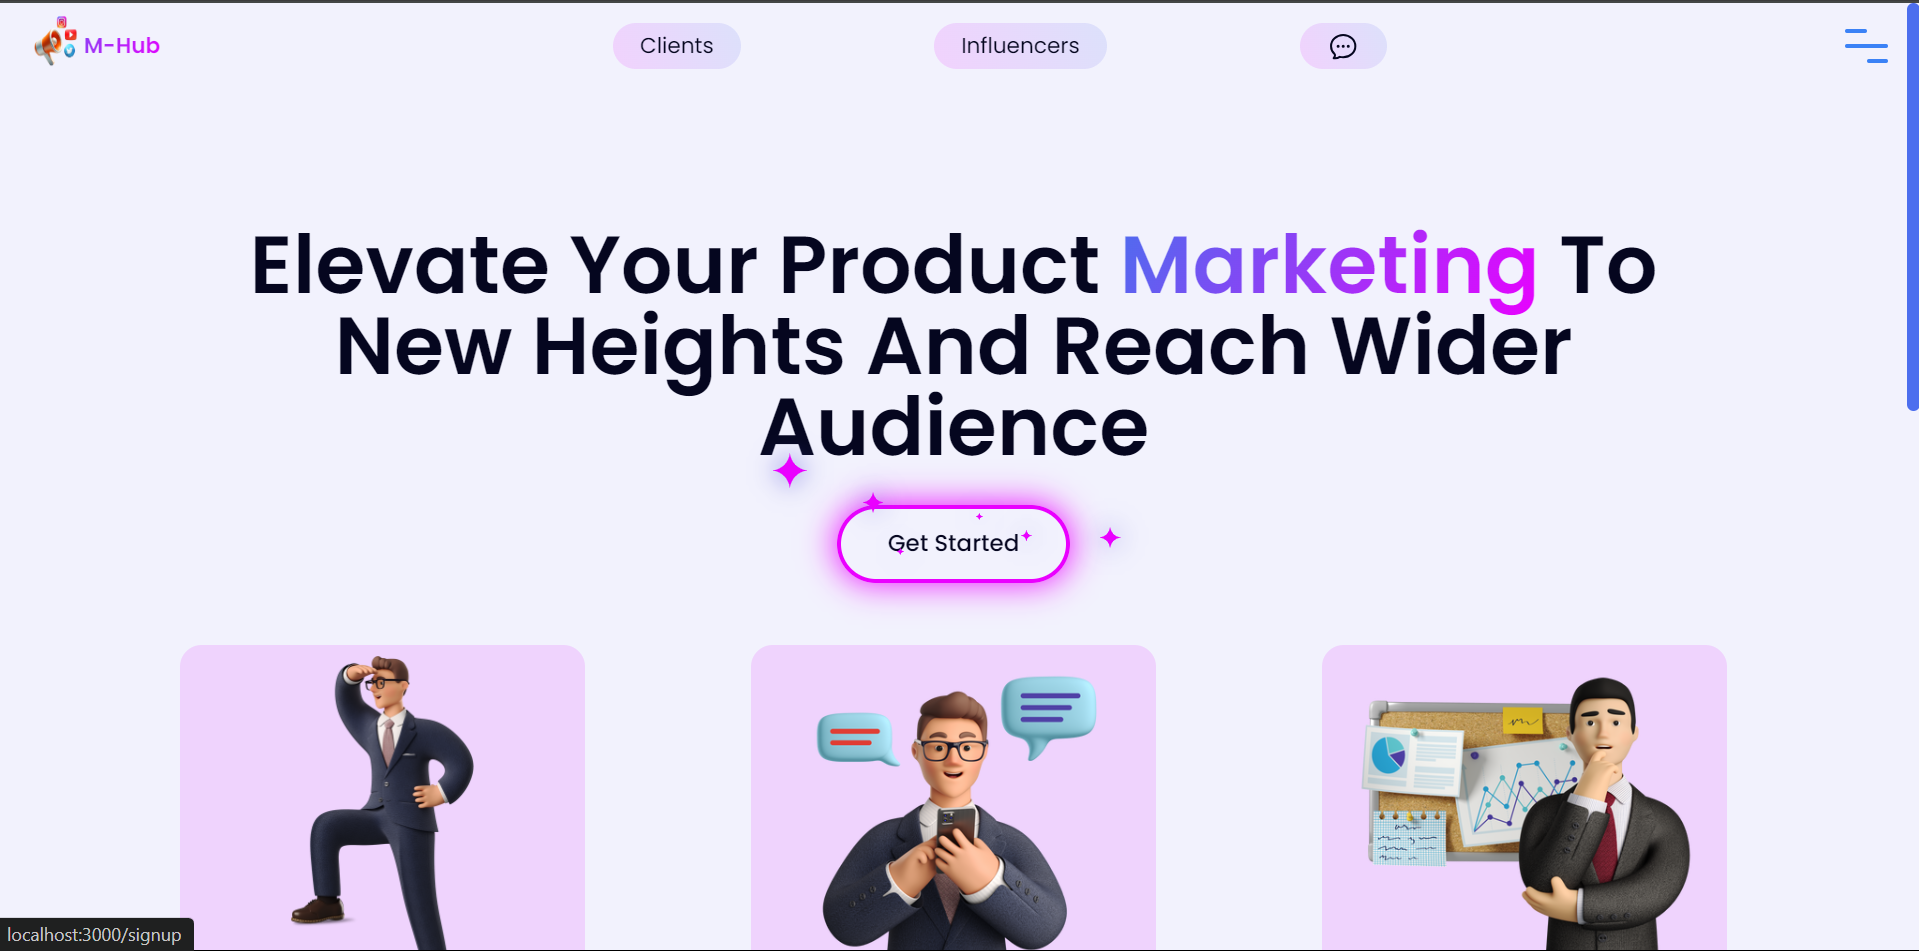 M-Hub
Clients
Influencers
Elevate Your Product Marketing To
New Heights And Reach Wider
Audience
Get Started
localhost:3000/signup